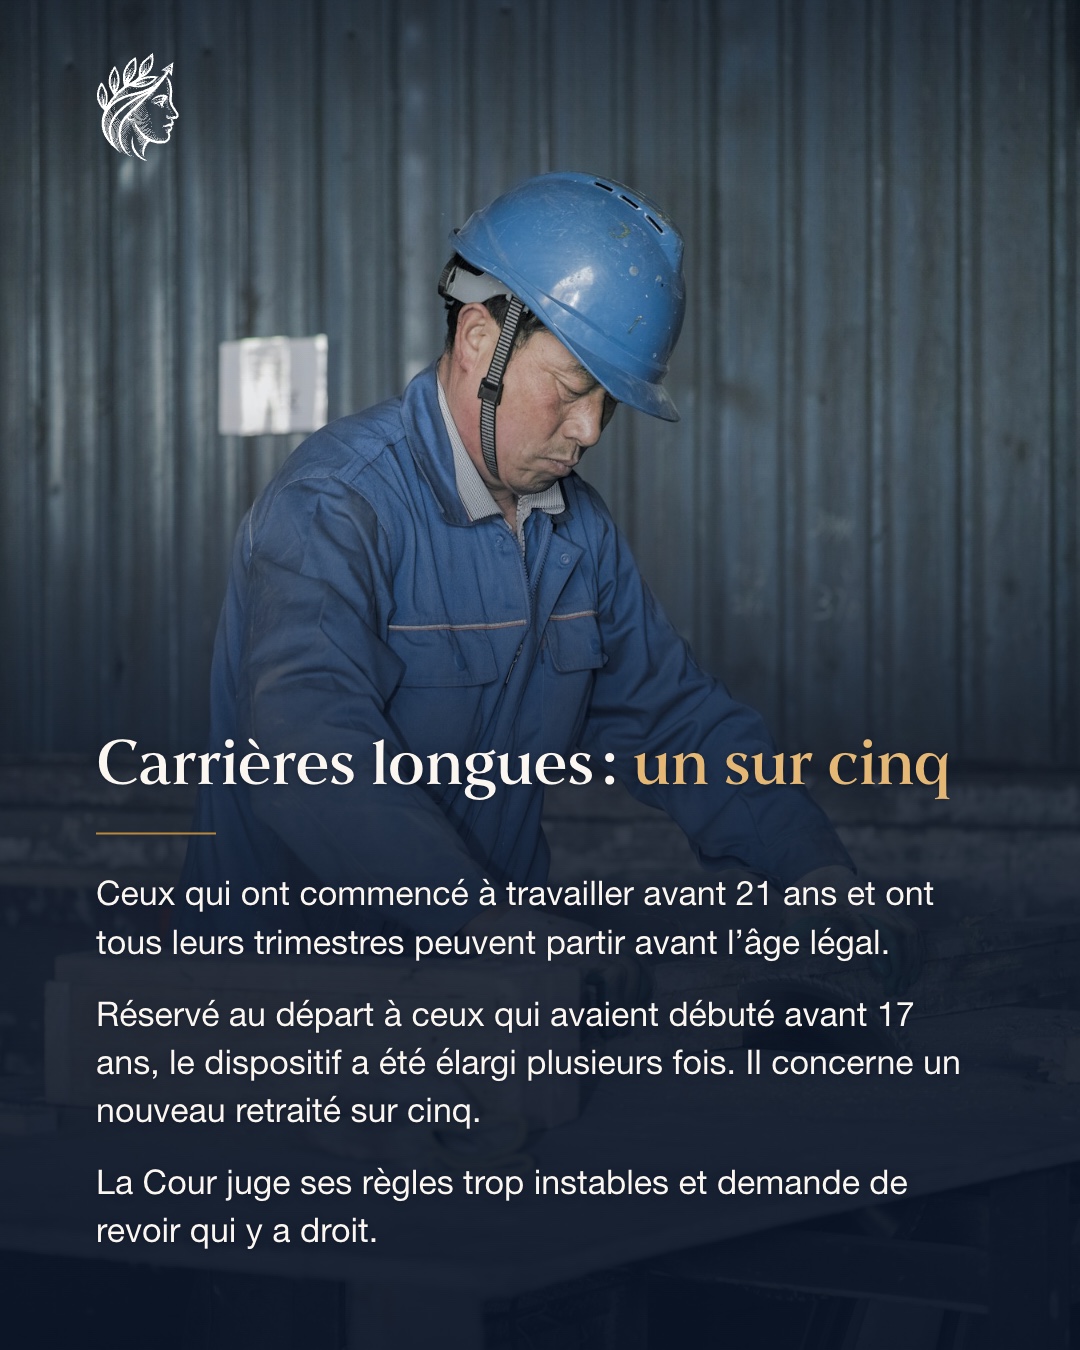 Carrières longues : un sur cinq
Ceux qui ont commencé à travailler avant 21 ans et ont
tous leurs trimestres peuvent partir avant l’âge légal.
Réservé au départ à ceux qui avaient débuté avant 17
ans, le dispositif a été élargi plusieurs fois. Il concerne un
nouveau retraité sur cinq.
La Cour juge ses règles trop instables et demande de
revoir qui y a droit.